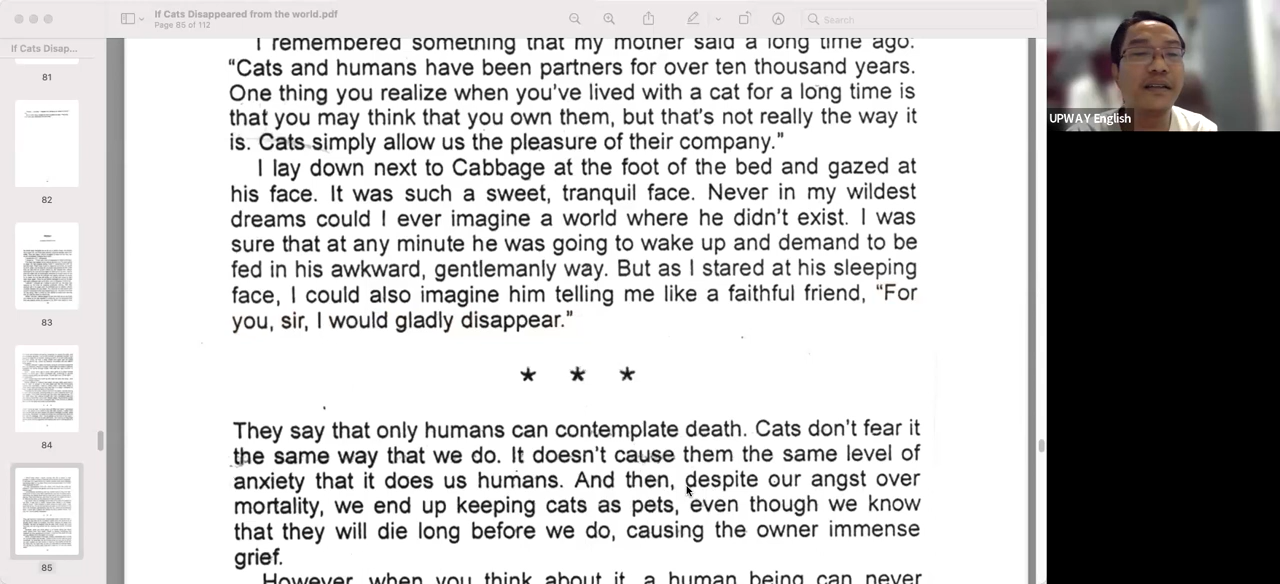 If Cats Disappeared from the world.pdf
Page 85 of 112
Search
If Cats Disap...
81
82
83
84
85
UPWAY English
I remembered something that my mother said a long time ago:
“Cats and humans have been partners for over ten thousand years.
One thing you realize when you've lived with a cat for a long time is
that you may think that you own them, but that's not really the way it
is. Cats simply allow us the pleasure of their company.”
I lay down next to Cabbage at the foot of the bed and gazed at
his face. It was such a sweet, tranquil face. Never in my wildest
dreams could I ever imagine a world where he didn't exist. I was
sure that at any minute he was going to wake up and demand to be
fed in his awkward, gentlemanly way. But as I stared at his sleeping
face, I could also imagine him telling me like a faithful friend, “For
you, sir, I would gladly disappear.”
* * *
They say that only humans can contemplate death. Cats don't fear it
the same way that we do. It doesn't cause them the same level of
anxiety that it does us humans. And then, despite our angst over
mortality, we end up keeping cats as pets, even though we know
that they will die long before we do, causing the owner immense
grief.
However, when you think about it, a human being can never